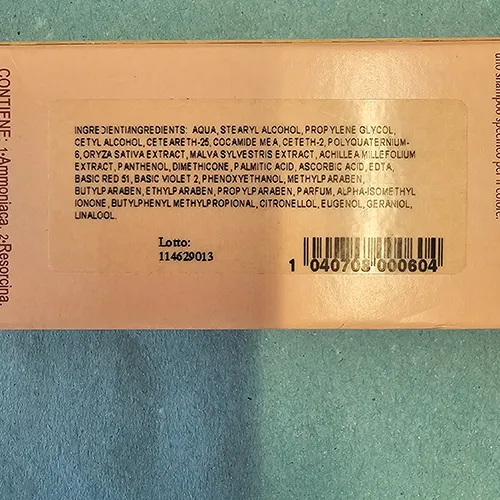 CONTIENE: 1-Ammoniaca. 2-Resorcina.
INGREDIENTI/INGREDIENTS: AQUA, STEARYL ALCOHOL, PROPYLENE GLYCOL,
CETYL ALCOHOL, CETEARETH-25, COCAMIDE MEA, CETETH-2, POLYQUATERNIUM-
6, ORYZA SATIVA EXTRACT, MALVA SYLVESTRIS EXTRACT, ACHILLEA MILLEFOLIUM
EXTRACT, PANTHENOL, DIMETHICONE, PALMITIC ACID, ASCORBIC ACID, EDTA,
BASIC RED 51, BASIC VIOLET 2, PHENOXYETHANOL, METHYLPARABEN,
BUTYLPARABEN, ETHYLPARABEN, PROPYLPARABEN, PARFUM, ALPHA-ISOMETHYL
IONONE, BUTYLPHENYL METHYLPROPIONAL, CITRONELLOL, EUGENOL, GERANIOL,
LINALOOL.
Lotto:
114629013
1 040708 000604